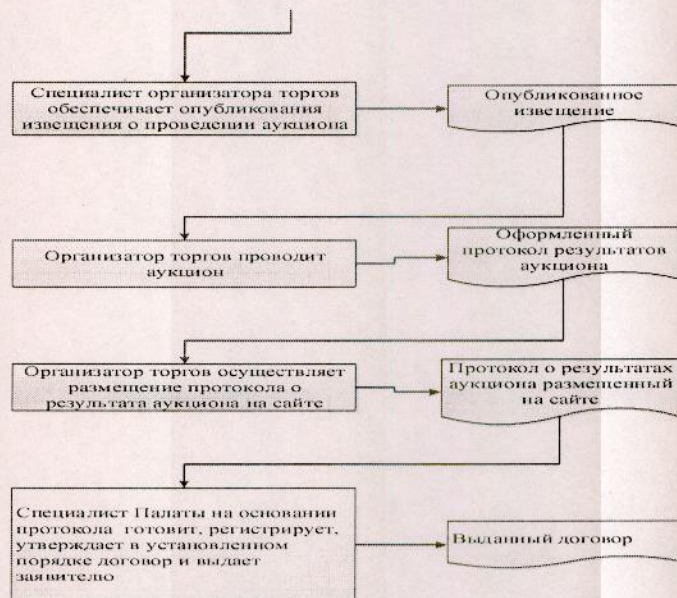 Специалист организатора торгов
обеспечивает опубликования
извещения о проведении аукциона
Опубликованное
извещение
Организатор торгов проводит
аукцион
Оформленный
протокол результатов
аукциона
Организатор торгов осуществляет
размещение протокола о
результата аукциона на сайте
Протокол о результатах
аукциона размещенный
на сайте
Специалист Палаты на основании
протокола готовит, регистрирует,
утверждает в установленном
порядке договор и выдает
заявителю
Выданный договор